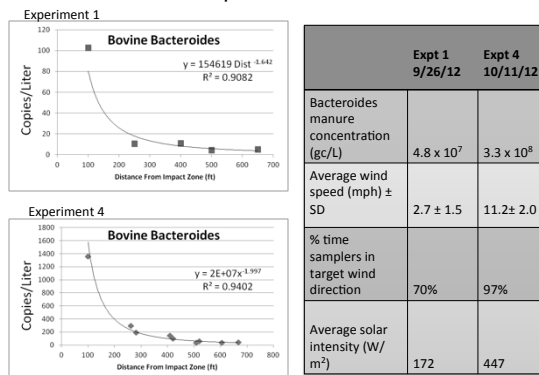 Experiment 1
Bovine Bacteroides
120
100
80
60
40
20
0
Copies/Liter
y = 154619 Dist -1.642
R² = 0.9082
0 100 200 300 400 500 600 700
Distance From Impact Zone (ft)
Experiment 4
Bovine Bacteroides
1800
1600
1400
1200
1000
800
600
400
200
0
Copies/Liter
y = 2E+07x-1.997
R² = 0.9402
0 100 200 300 400 500 600 700 800
Distance From Impact Zone (ft)
Expt 1 Expt 4
9/26/12 10/11/12
Bacteroides
manure
concentration
(gc/L) 4.8 x 10⁷ 3.3 x 10⁸
Average wind
speed (mph) ±
SD 2.7 ± 1.5 11.2± 2.0
% time
samplers in
target wind
direction 70% 97%
Average solar
intensity (W/
m²) 172 447